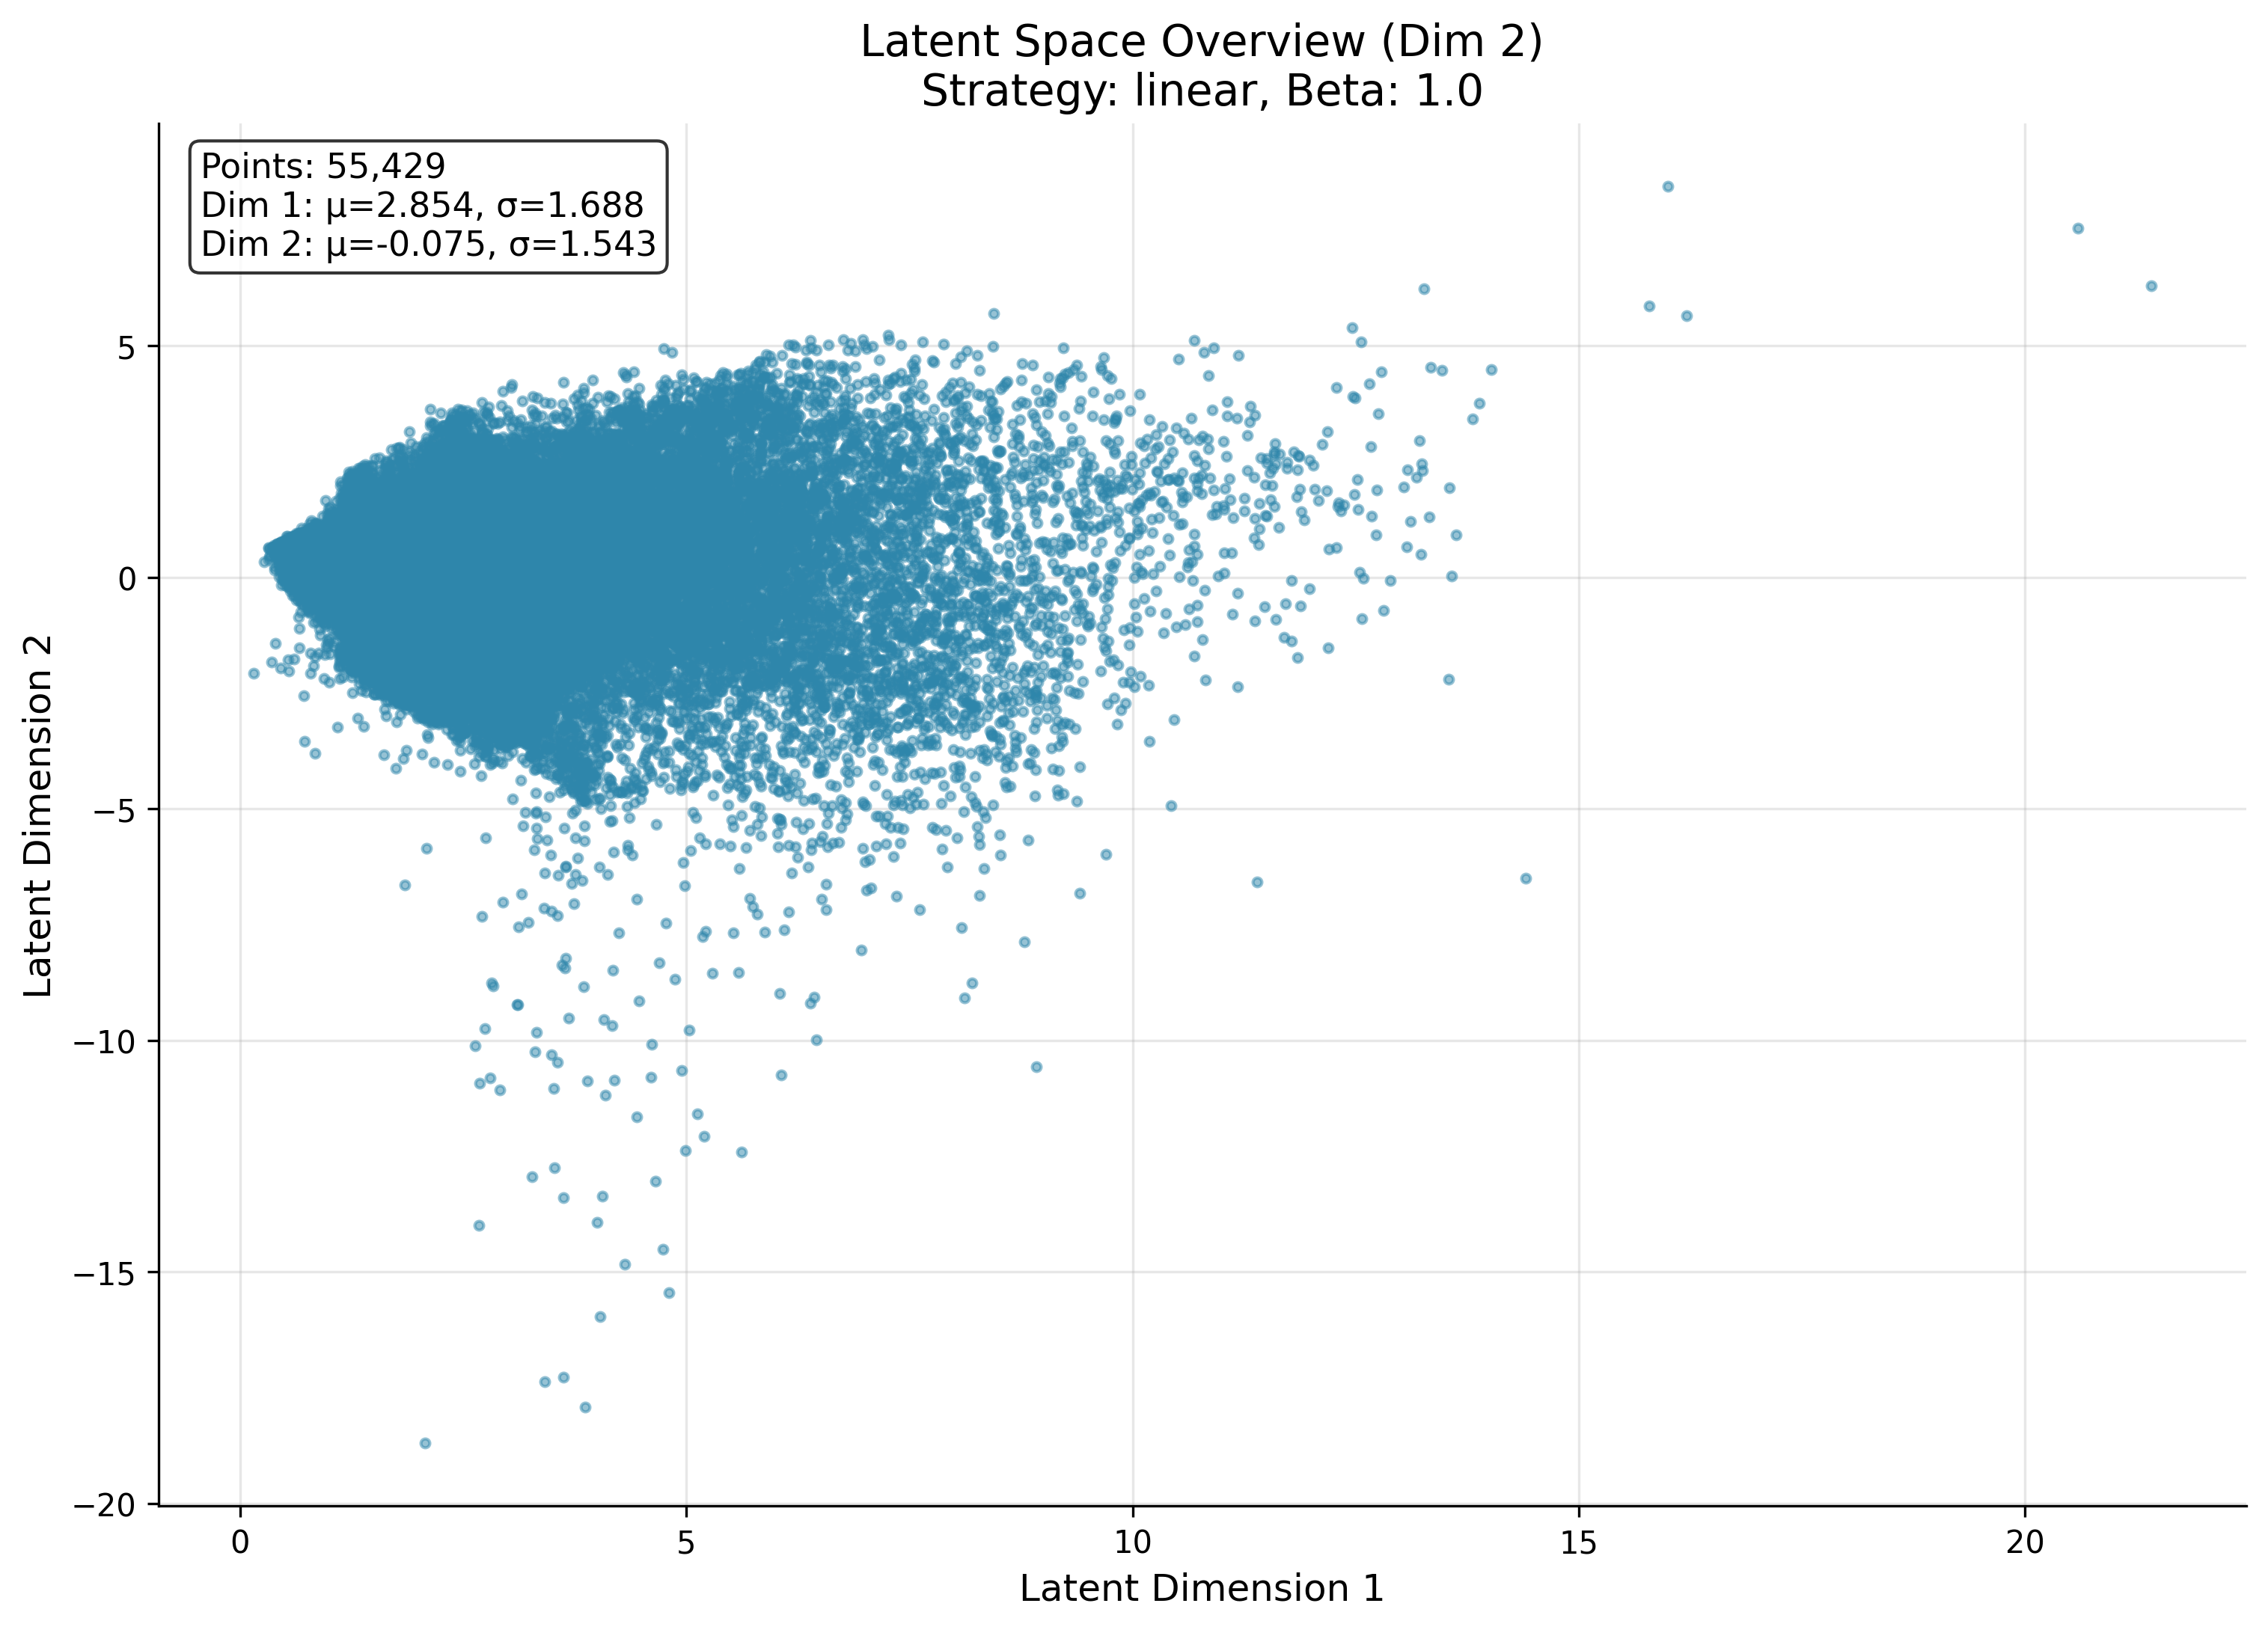 Latent Space Overview (Dim 2)
Strategy: linear, Beta: 1.0
Points: 55,429
Dim 1: μ=2.854, σ=1.688
Dim 2: μ=-0.075, σ=1.543
5
0
−5
−10
−15
−20
Latent Dimension 2
0
5
10
15
20
Latent Dimension 1